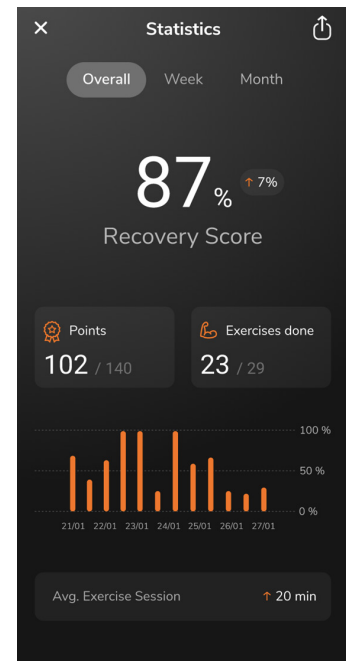 Statistics
Overall Week Month
87% ↑ 7%
Recovery Score
Points
102 / 140
Exercises done
23 / 29
100 %
50 %
0 %
21/01 22/01 23/01 24/01 25/01 26/01 27/01
Avg. Exercise Session ↑ 20 min